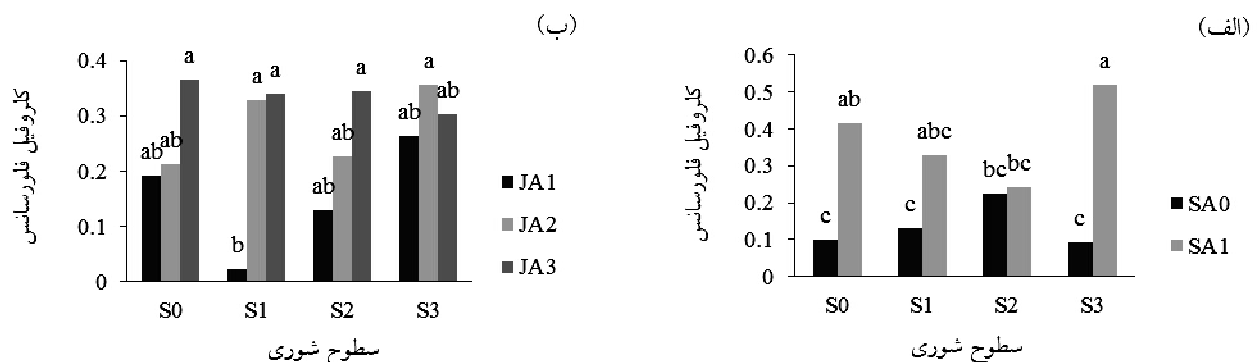 (الف)
کلروفیل فلورسانس
0.6
0.5
0.4
0.3
0.2
0.1
0
c ab c abc bc bc c a
S0 S1 S2 S3
سطوح شوری
SA0
SA1
(ب)
کلروفیل فلورسانس
0.4
0.3
0.2
0.1
0
ab ab a b a a ab ab a ab a ab
S0 S1 S2 S3
سطوح شوری
JA1
JA2
JA3